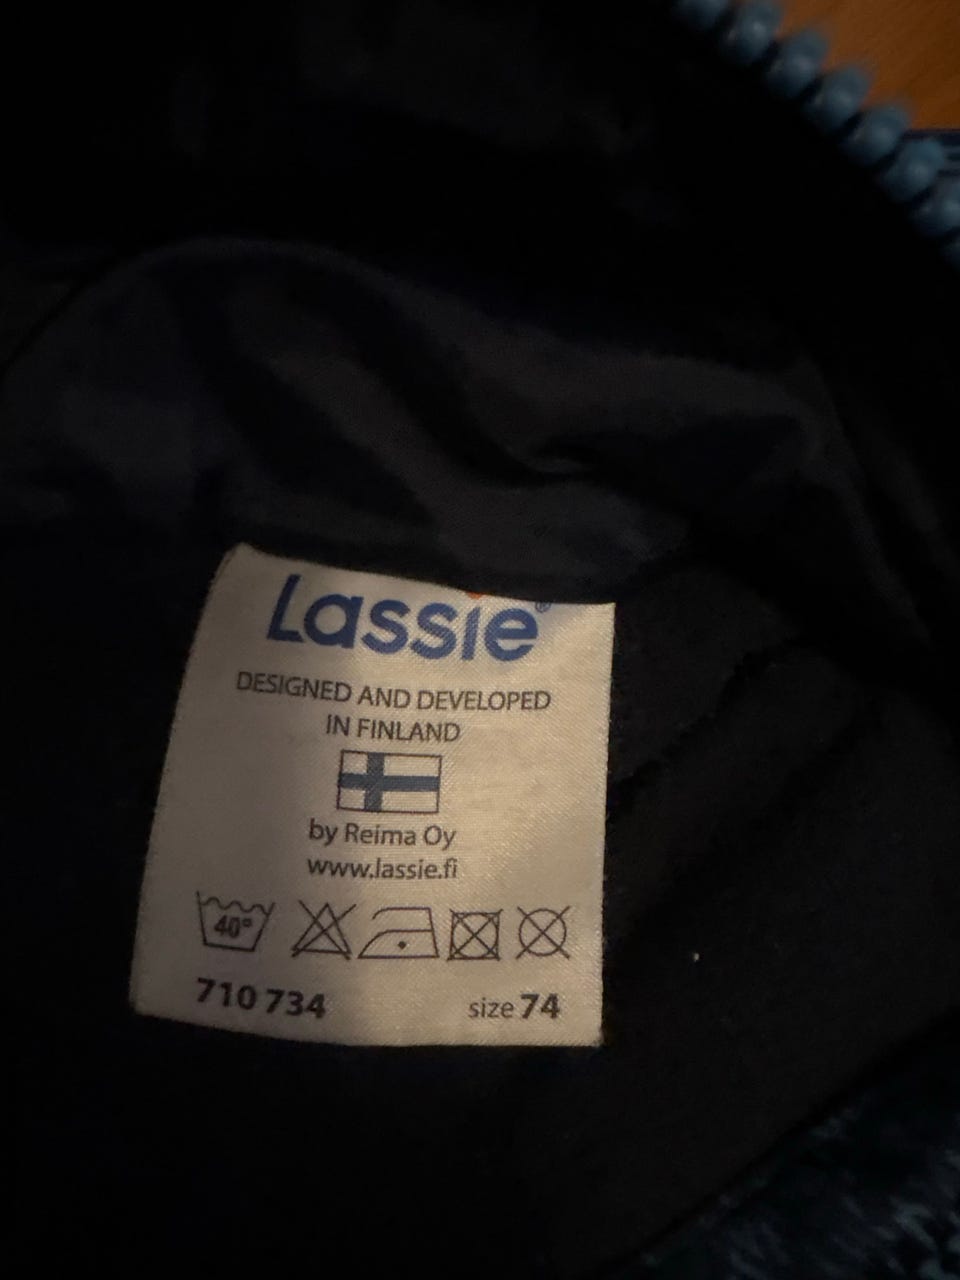 Lassie®
DESIGNED AND DEVELOPED
IN FINLAND
by Reima Oy
www.lassie.fi
40°
710 734 size 74